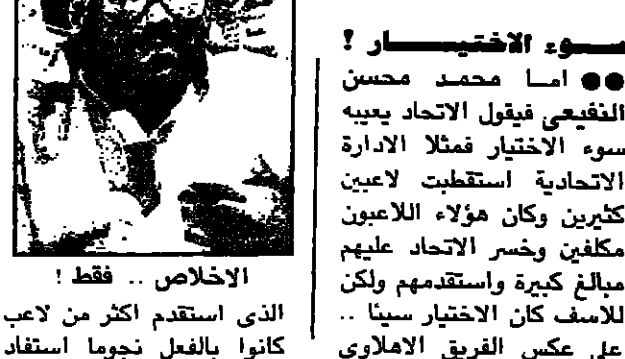 سوء الاختيار !
●● اما محمد محسن
النفيعى فيقول الاتحاد يعيبه
سوء الاختيار فمثلا الادارة
الاتحادية استقطبت لاعبين
كثيرين وكان هؤلاء اللاعبون
مكلفين وخسر الاتحاد عليهم
مبالغ كبيرة واستقدمهم ولكن
للاسف كان الاختيار سيئا ..
على عكس الفريق الاهلاوى
الاخلاص .. فقط !
الذى استقدم اكثر من لاعب
كانوا بالفعل نجوما استفاد